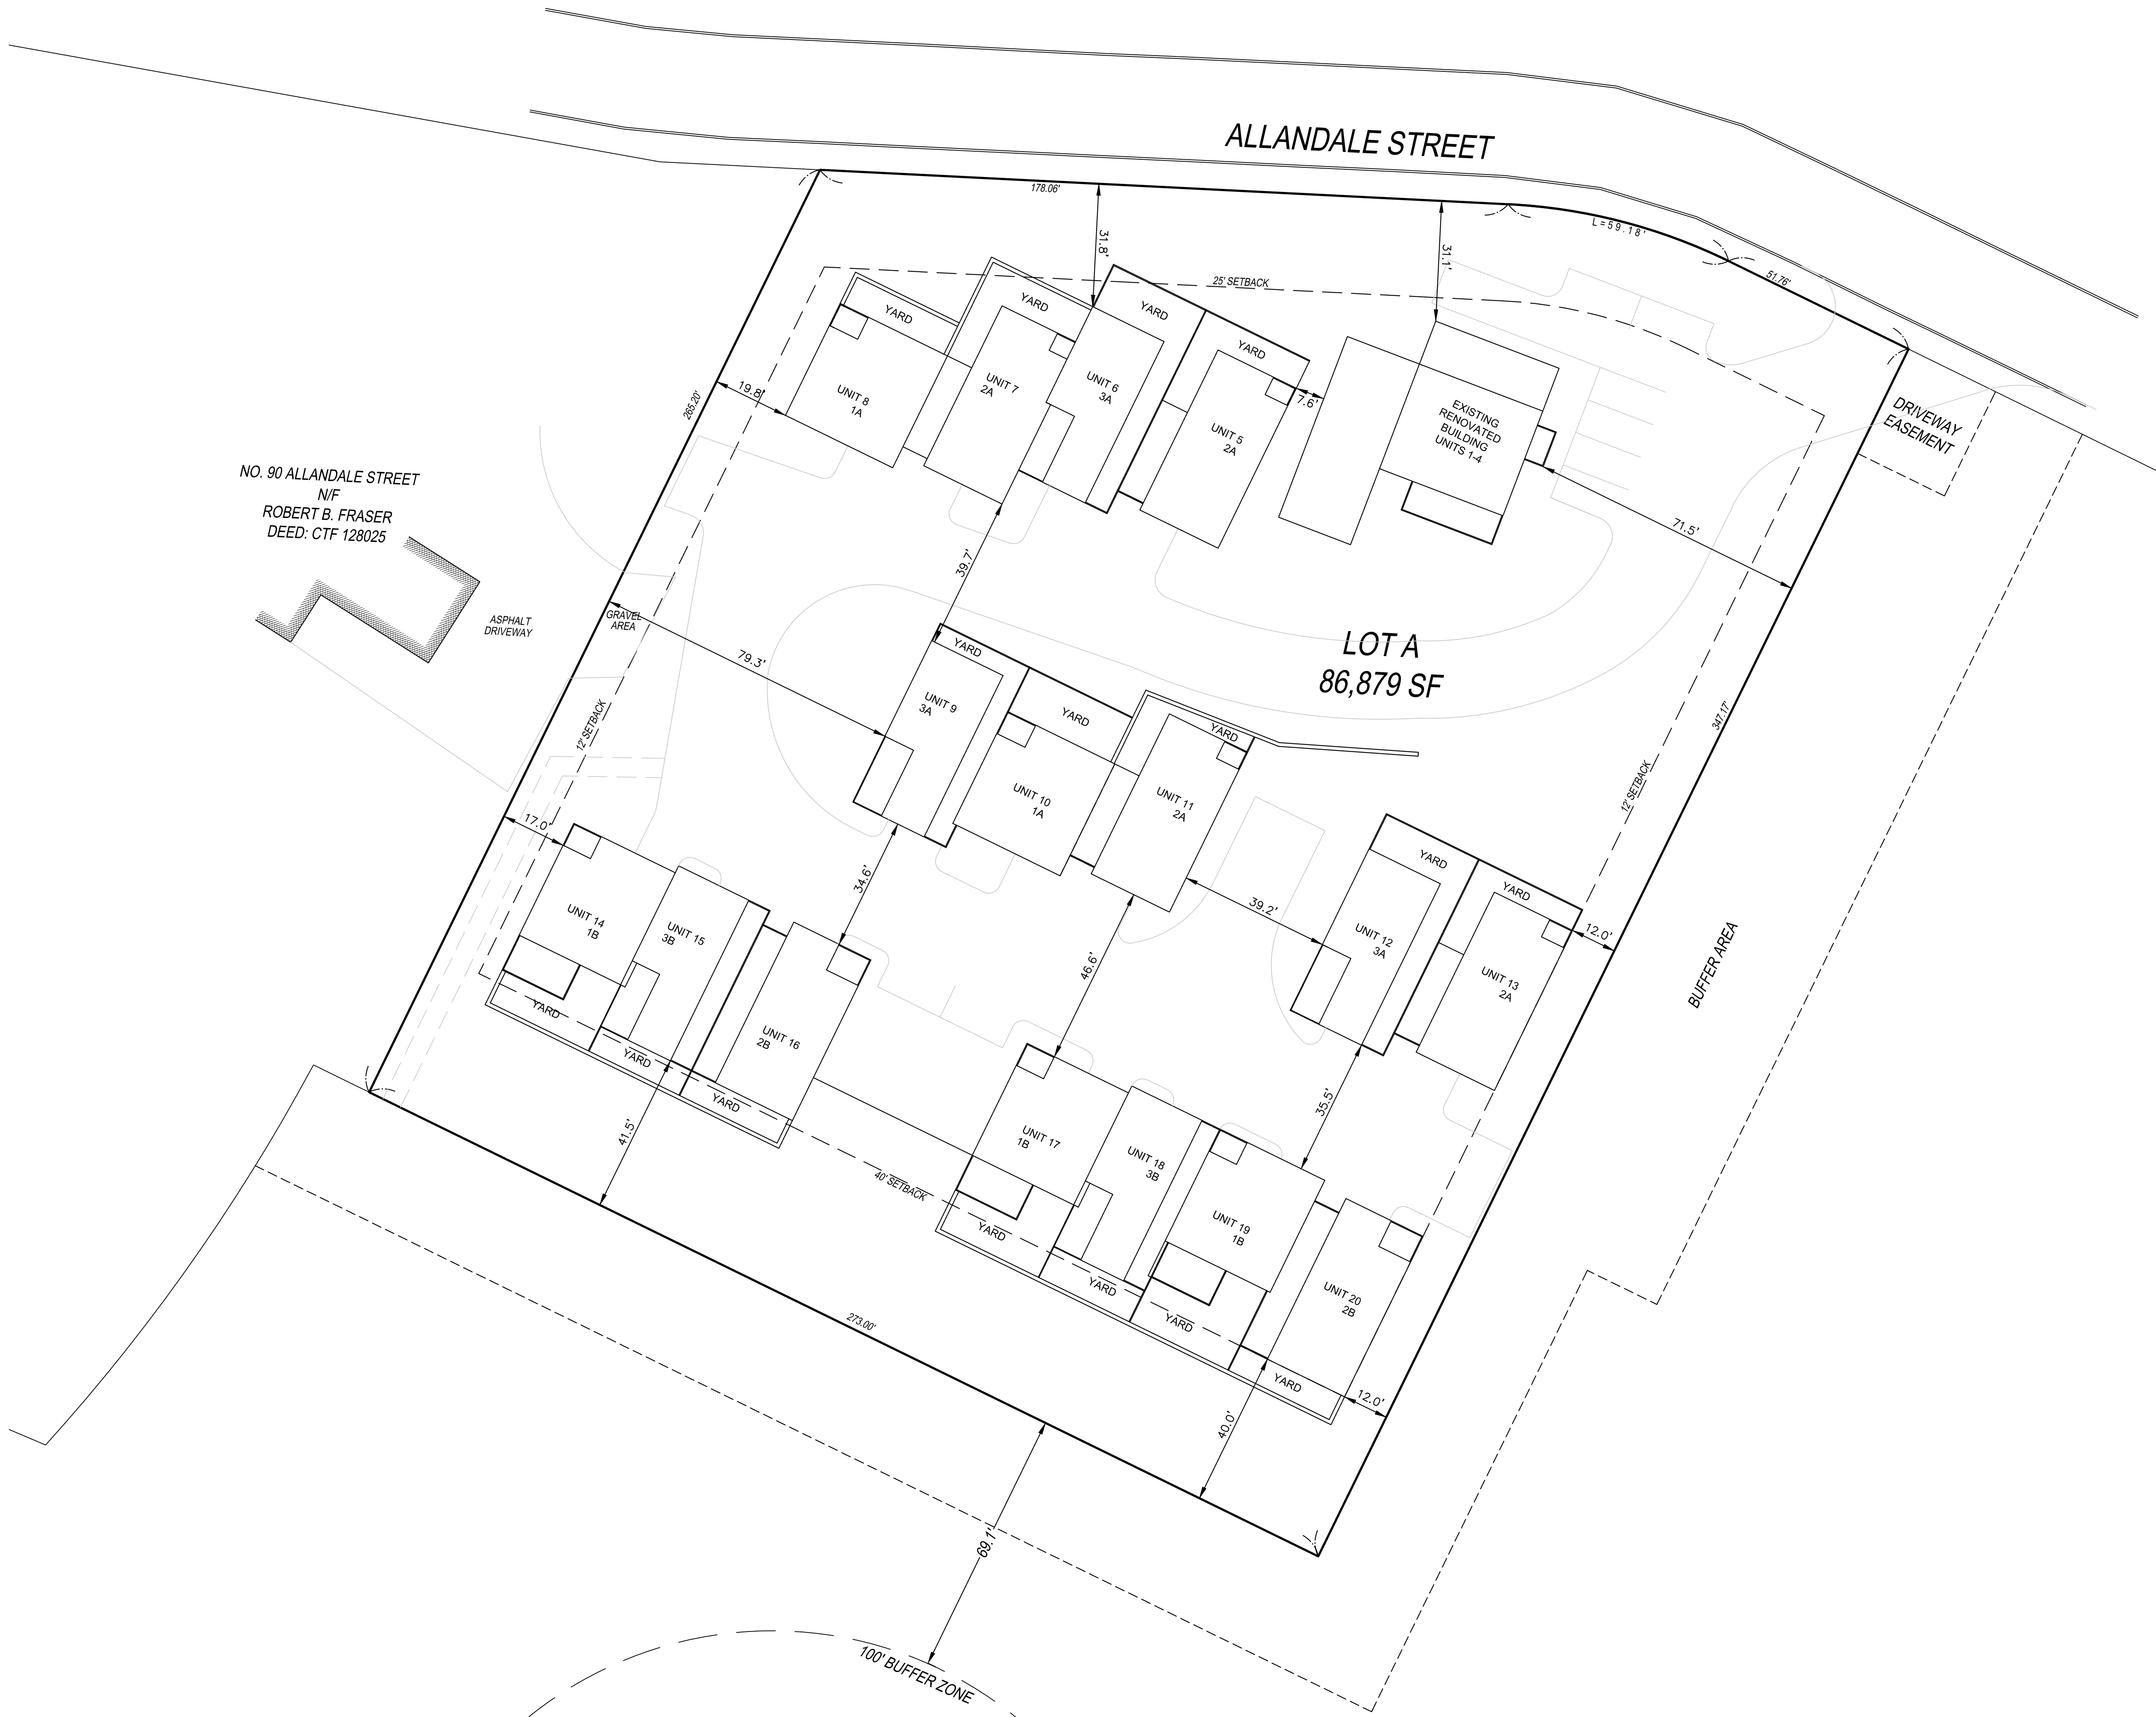 ALLANDALE STREET
178.06'
L=59.18'
51.76'
31.8'
31.1'
25' SETBACK
YARD
YARD
YARD
YARD
UNIT 8
1A
UNIT 7
2A
UNIT 6
3A
UNIT 5
2A
7.6'
EXISTING
RENOVATED
BUILDING
UNITS 1-4
DRIVEWAY
EASEMENT
19.8'
265.20'
71.5'
NO. 90 ALLANDALE STREET
N/F
ROBERT B. FRASER
DEED: CTF 128025
ASPHALT
DRIVEWAY
GRAVEL
AREA
39.7'
79.3'
LOT A
86,879 SF
347.17'
12' SETBACK
12' SETBACK
YARD
YARD
YARD
UNIT 9
3A
UNIT 10
1A
UNIT 11
2A
17.0'
34.6'
39.2'
46.6'
YARD
YARD
UNIT 12
3A
UNIT 13
2A
12.0'
BUFFER AREA
UNIT 14
1B
UNIT 15
3B
UNIT 16
2B
YARD
YARD
YARD
41.5'
35.5'
UNIT 17
1B
UNIT 18
3B
UNIT 19
1B
UNIT 20
2B
40' SETBACK
YARD
YARD
YARD
YARD
12.0'
40.0'
273.00'
69.1'
100' BUFFER ZONE